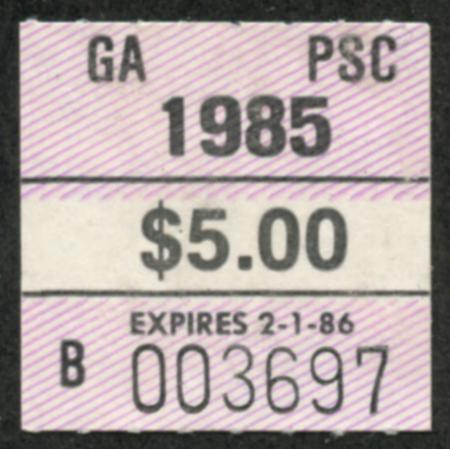 GA PSC
1985
$5.00
EXPIRES 2-1-86
B 003697